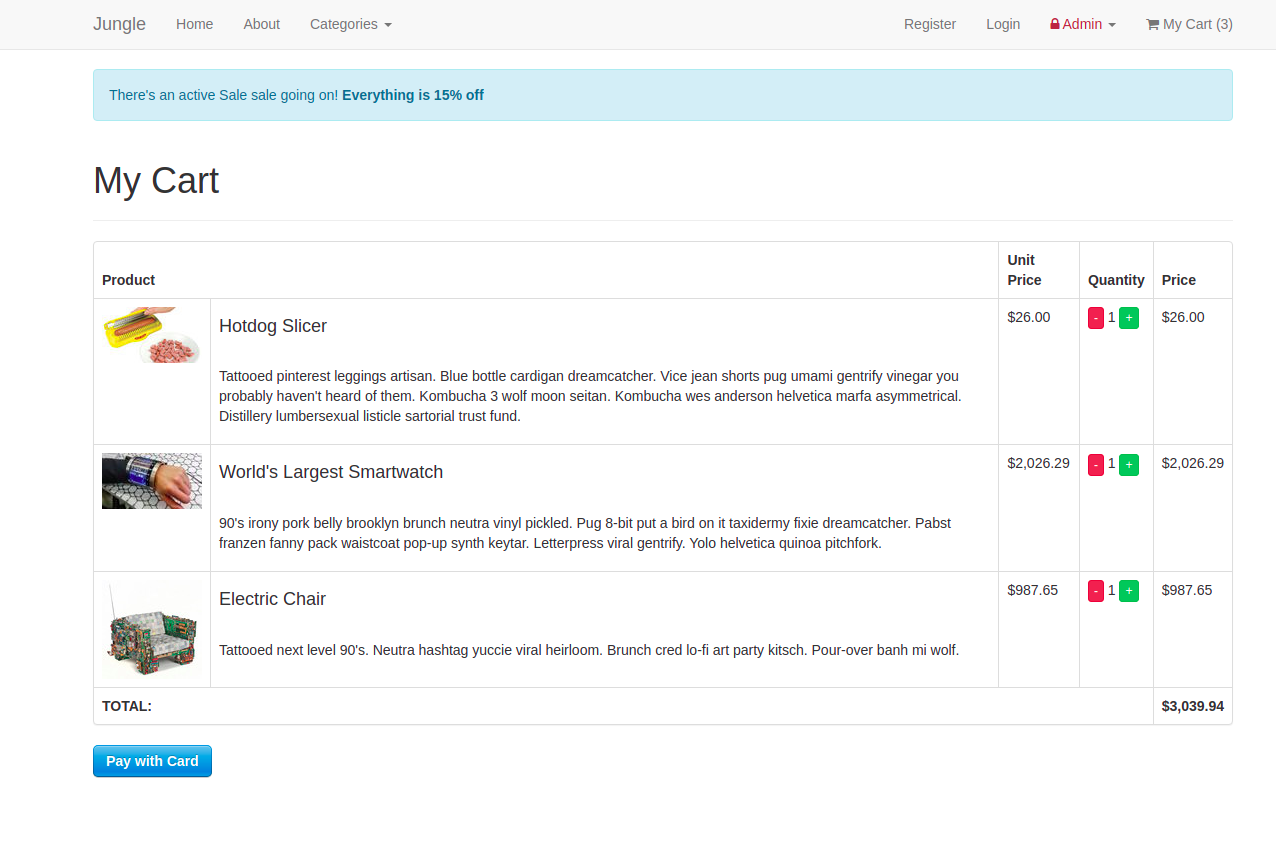 Jungle Home About Categories Register Login Admin My Cart (3)
There's an active Sale sale going on! Everything is 15% off
My Cart
Product Unit Price Quantity Price
Hotdog Slicer $26.00 - 1 + $26.00
Tattooed pinterest leggings artisan. Blue bottle cardigan dreamcatcher. Vice jean shorts pug umami gentrify vinegar you
probably haven't heard of them. Kombucha 3 wolf moon seitan. Kombucha wes anderson helvetica marfa asymmetrical.
Distillery lumbersexual listicle sartorial trust fund.
World's Largest Smartwatch $2,026.29 - 1 + $2,026.29
90's irony pork belly brooklyn brunch neutra vinyl pickled. Pug 8-bit put a bird on it taxidermy fixie dreamcatcher. Pabst
franzen fanny pack waistcoat pop-up synth keytar. Letterpress viral gentrify. Yolo helvetica quinoa pitchfork.
Electric Chair $987.65 - 1 + $987.65
Tattooed next level 90's. Neutra hashtag yuccie viral heirloom. Brunch cred lo-fi art party kitsch. Pour-over banh mi wolf.
TOTAL: $3,039.94
Pay with Card